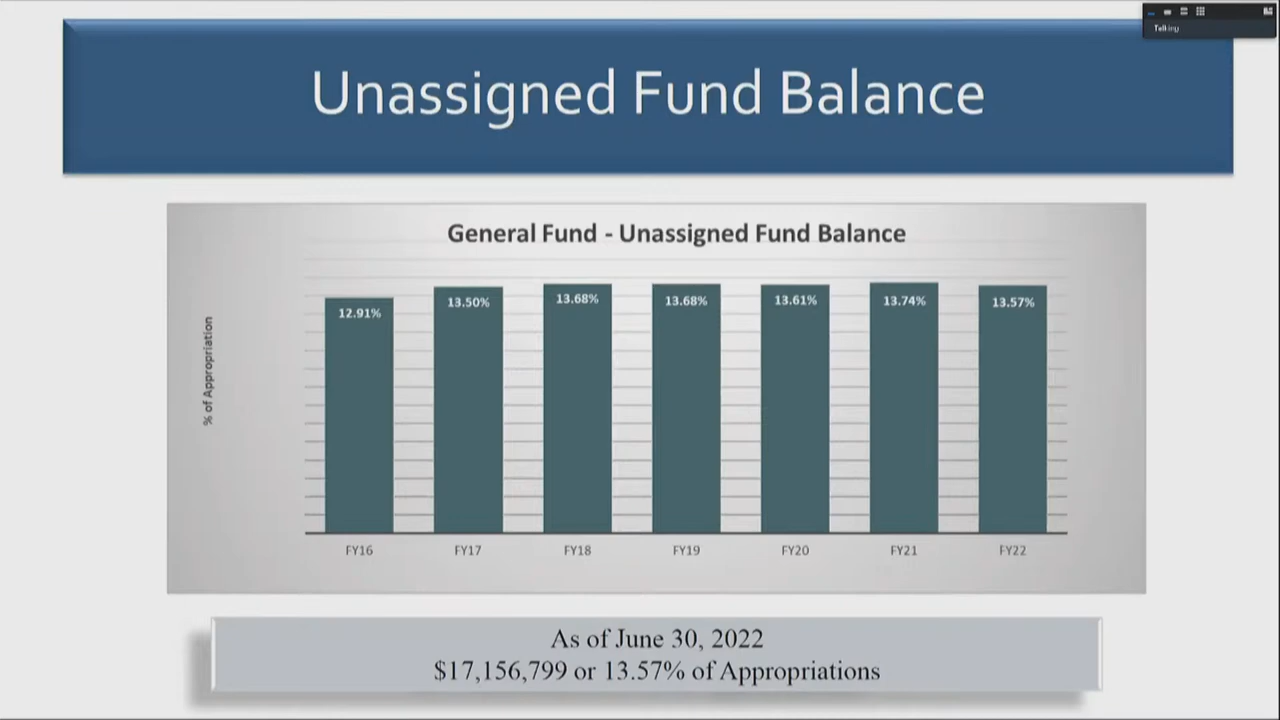 Talking
Unassigned Fund Balance
General Fund - Unassigned Fund Balance
% of Appropriation
12.91%
13.50%
13.68%
13.68%
13.61%
13.74%
13.57%
FY16
FY17
FY18
FY19
FY20
FY21
FY22
As of June 30, 2022
$17,156,799 or 13.57% of Appropriations